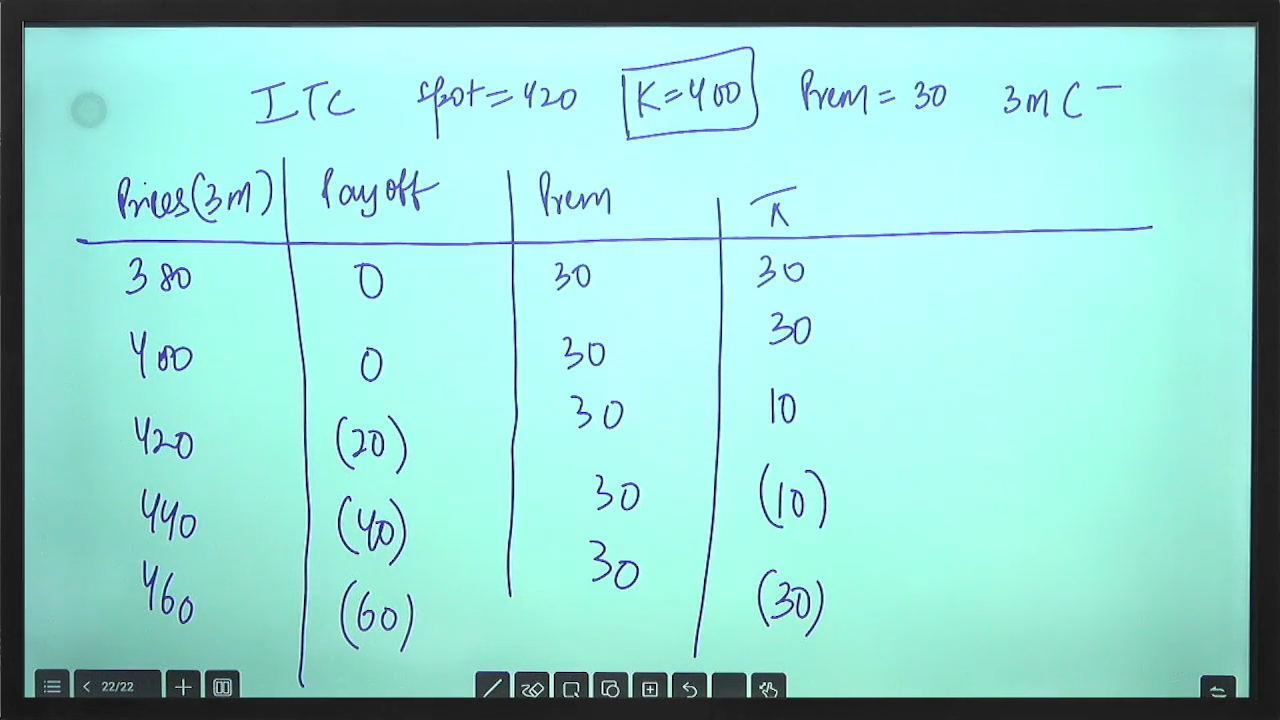 ITC spot = 420 K = 400 Prem = 30 3m C⁻
Prices (3m) Payoff Prem π
380 0 30 30
400 0 30 30
420 (20) 30 10
440 (40) 30 (10)
460 (60) 30 (30)
22/22